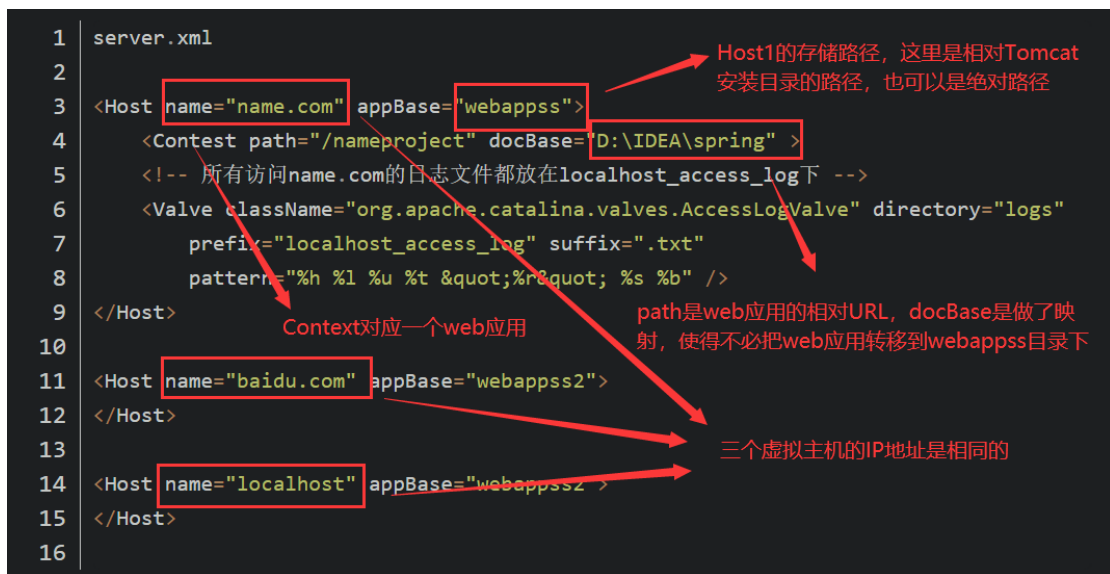 1 server.xml
2
3 <Host name="name.com" appBase="webappss">
4 <Contest path="/nameproject" docBase="D:\IDEA\spring" >
5 <!-- 所有访问name.com的日志文件都放在localhost_access_log下 -->
6 <Valve className="org.apache.catalina.valves.AccessLogValve" directory="logs"
7 prefix="localhost_access_log" suffix=".txt"
8 pattern="%h %l %u %t &quot;%r&quot; %s %b" />
9 </Host>
10
11 <Host name="baidu.com" appBase="webappss2">
12 </Host>
13
14 <Host name="localhost" appBase="webappss2">
15 </Host>
16
Host1的存储路径，这里是相对Tomcat
安装目录的路径，也可以是绝对路径
Context对应一个web应用
path是web应用的相对URL，docBase是做了映
射，使得不必把web应用转移到webappss目录下
三个虚拟主机的IP地址是相同的